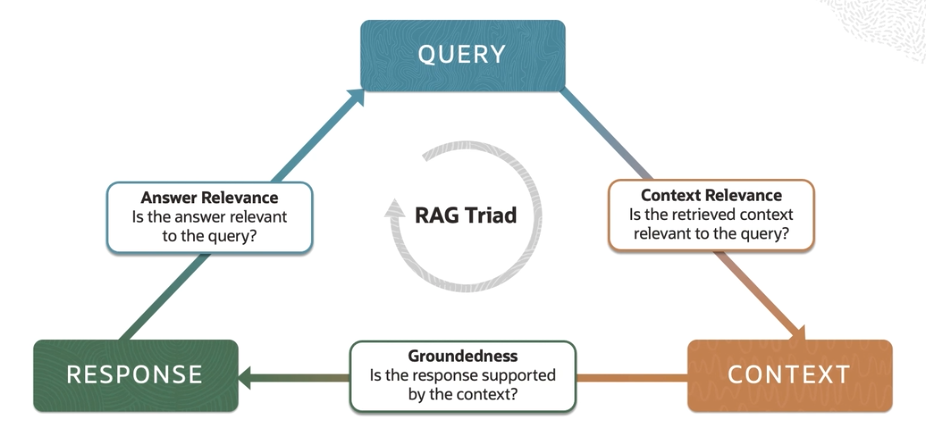 QUERY
Answer Relevance
Is the answer relevant
to the query?
RAG Triad
Context Relevance
Is the retrieved context
relevant to the query?
RESPONSE
Groundedness
Is the response supported
by the context?
CONTEXT